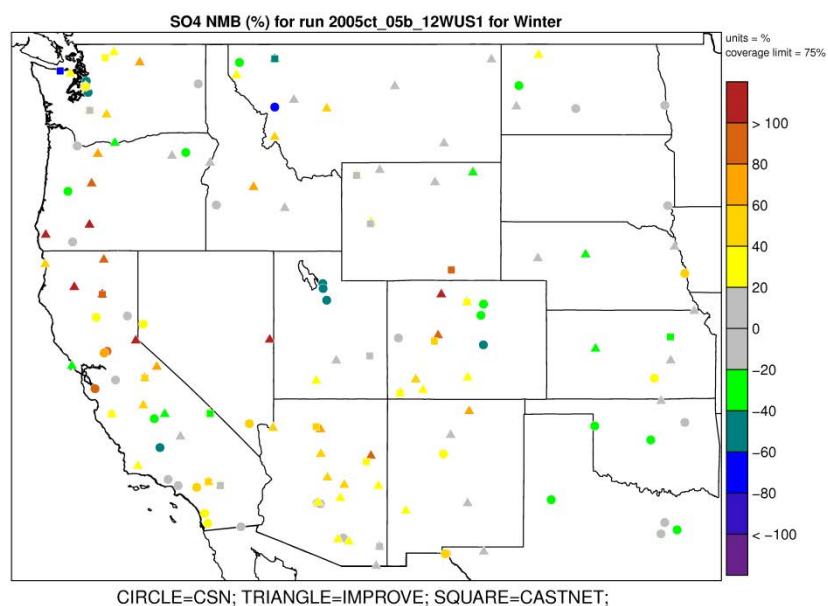 SO4 NMB (%) for run 2005ct_05b_12WUS1 for Winter
units = %
coverage limit = 75%
> 100
80
60
40
20
0
−20
−40
−60
−80
< −100
CIRCLE=CSN; TRIANGLE=IMPROVE; SQUARE=CASTNET;